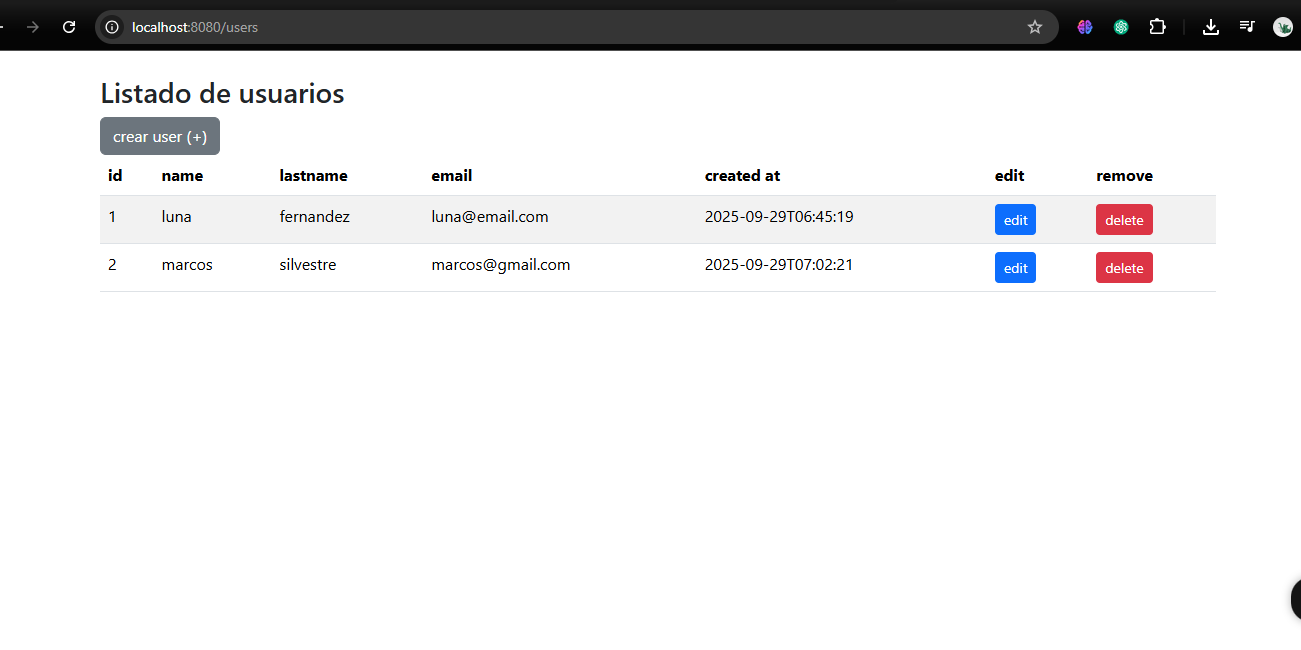 localhost:8080/users
Listado de usuarios
crear user (+)
id name lastname email created at edit remove
1 luna fernandez luna@email.com 2025-09-29T06:45:19 edit delete
2 marcos silvestre marcos@gmail.com 2025-09-29T07:02:21 edit delete